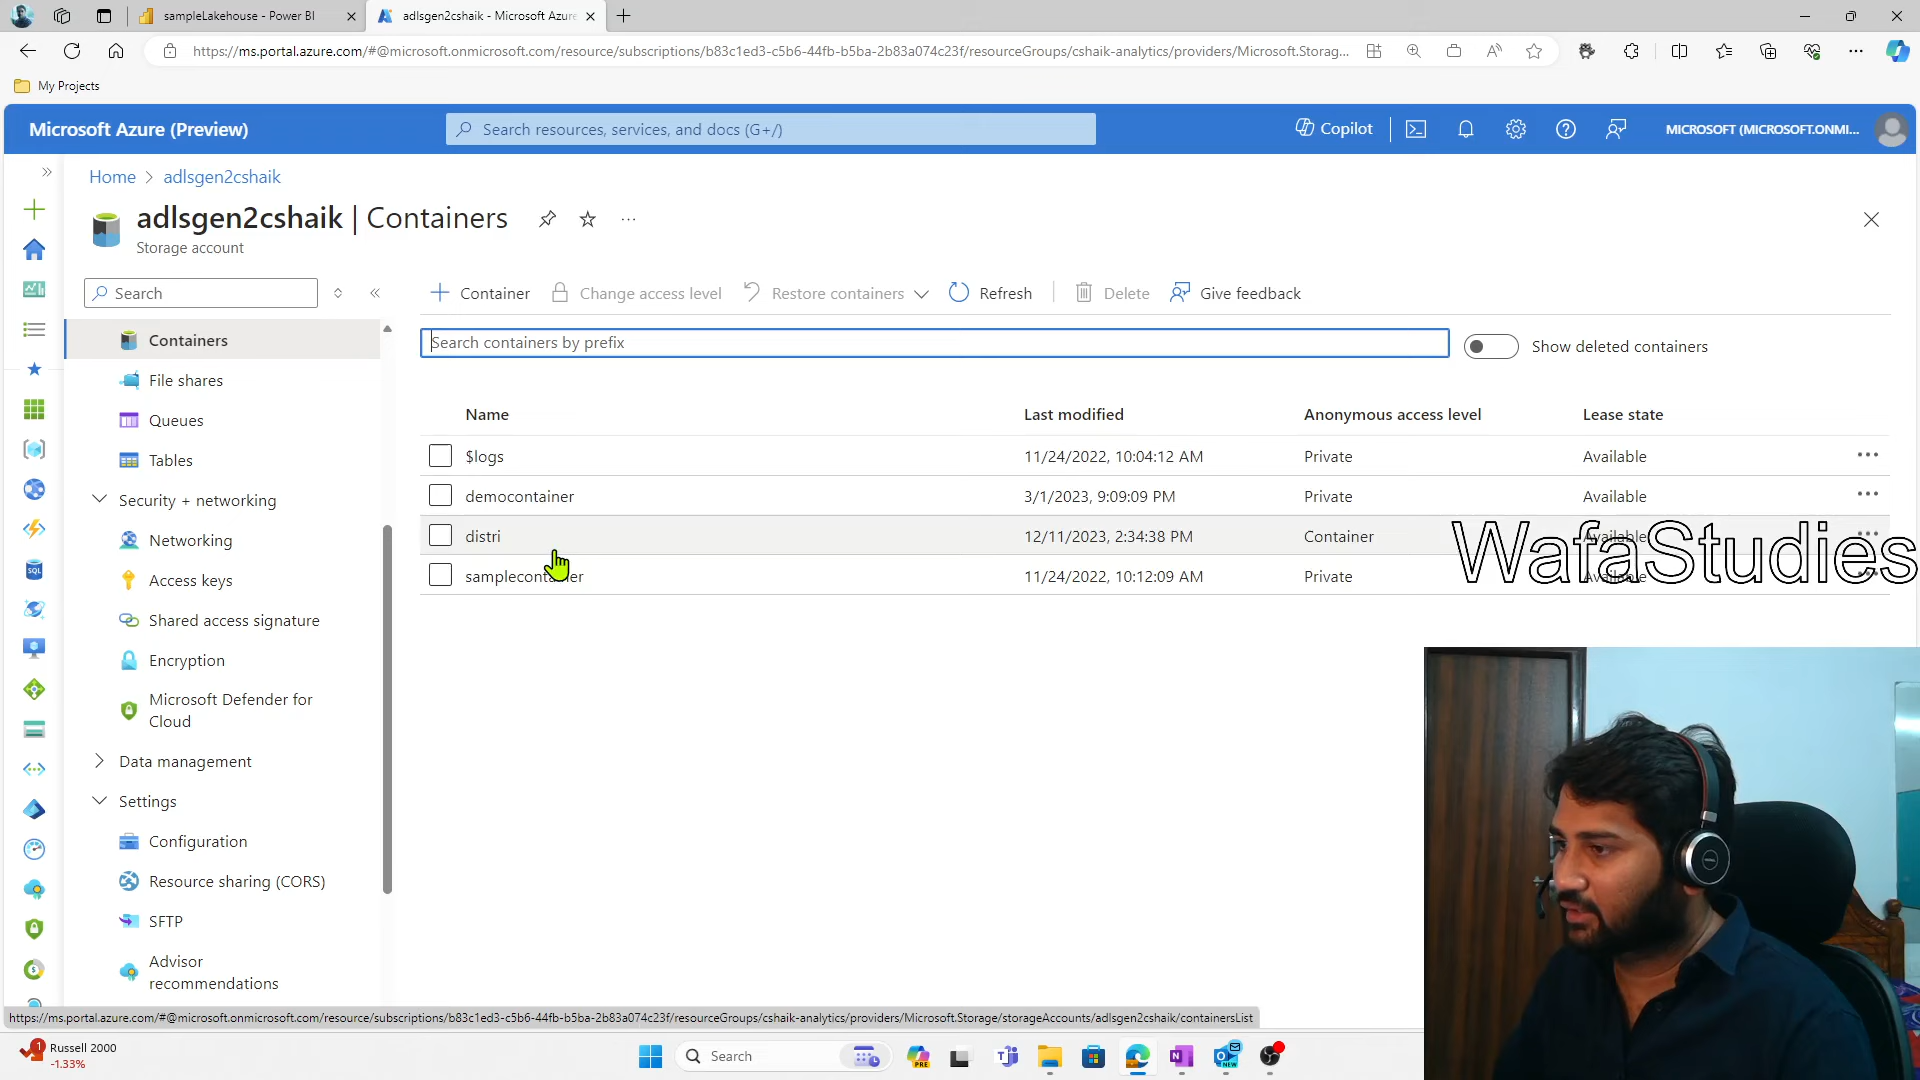 sampleLakehouse - Power BI
adlsgen2cshaik - Microsoft Azure
https://ms.portal.azure.com/#@microsoft.onmicrosoft.com/resource/subscriptions/b83c1ed3-c5b6-44fb-b5ba-2b83a074c23f/resourceGroups/cshaik-analytics/providers/Microsoft.Storag...
My Projects
Microsoft Azure (Preview)
Search resources, services, and docs (G+/)
Copilot
MICROSOFT (MICROSOFT.ONMI...
Home > adlsgen2cshaik
adlsgen2cshaik | Containers
Storage account
Search
Container
Change access level
Restore containers
Refresh
Delete
Give feedback
Containers
File shares
Queues
Tables
Security + networking
Networking
Access keys
Shared access signature
Encryption
Microsoft Defender for
Cloud
Data management
Settings
Configuration
Resource sharing (CORS)
SFTP
Advisor
recommendations
Search containers by prefix
Show deleted containers
Name Last modified Anonymous access level Lease state
$logs 11/24/2022, 10:04:12 AM Private Available
democontainer 3/1/2023, 9:09:09 PM Private Available
distri 12/11/2023, 2:34:38 PM Container Available
samplecontainer 11/24/2022, 10:12:09 AM Private Available
WafaStudies
https://ms.portal.azure.com/#@microsoft.onmicrosoft.com/resource/subscriptions/b83c1ed3-c5b6-44fb-b5ba-2b83a074c23f/resourceGroups/cshaik-analytics/providers/Microsoft.Storage/storageAccounts/adlsgen2cshaik/containersList
1
Russell 2000
-1.33%
Search
PRE
NEW